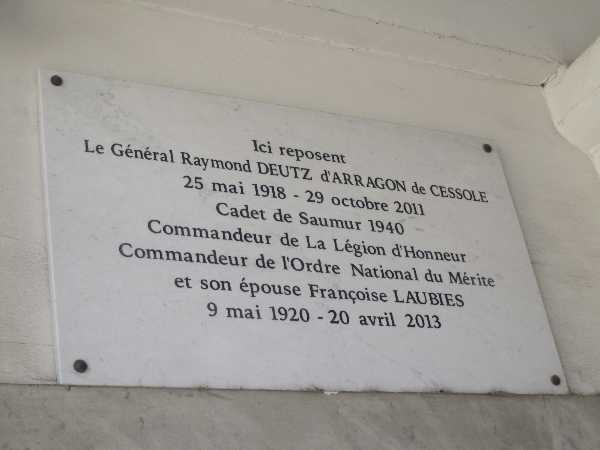 Ici reposent
Le Général Raymond DEUTZ d'ARRAGON de CESSOLE
25 mai 1918 - 29 octobre 2011
Cadet de Saumur 1940
Commandeur de La Légion d'Honneur
Commandeur de l'Ordre National du Mérite
et son épouse Françoise LAUBIES
9 mai 1920 - 20 avril 2013